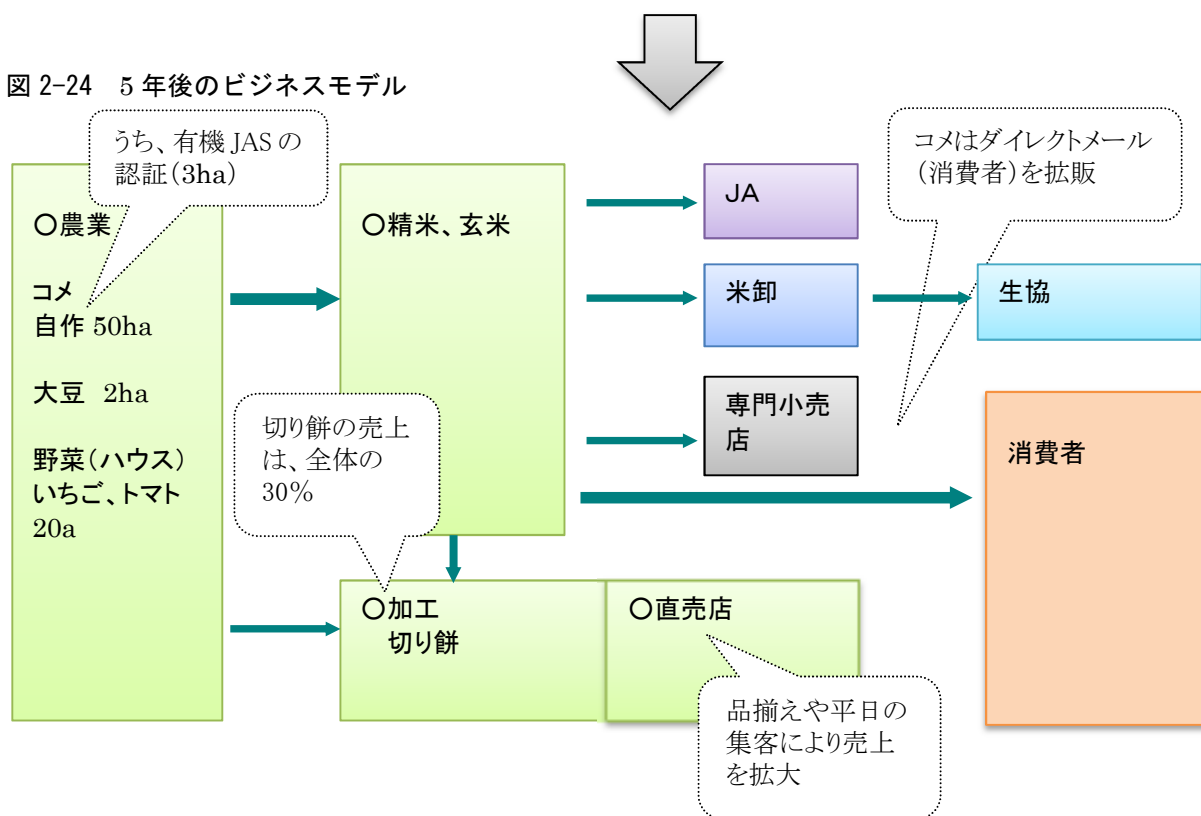 図 2-24　5 年後のビジネスモデル
うち、有機 JAS の
認証（3ha）
〇農業
コメ
自作 50ha
大豆　2ha
野菜（ハウス）
いちご、トマト
20a
〇精米、玄米
切り餅の売上
は、全体の
30％
〇加工
切り餅
〇直売店
品揃えや平日の
集客により売上
を拡大
JA
米卸
専門小売
店
コメはダイレクトメール
（消費者）を拡販
生協
消費者